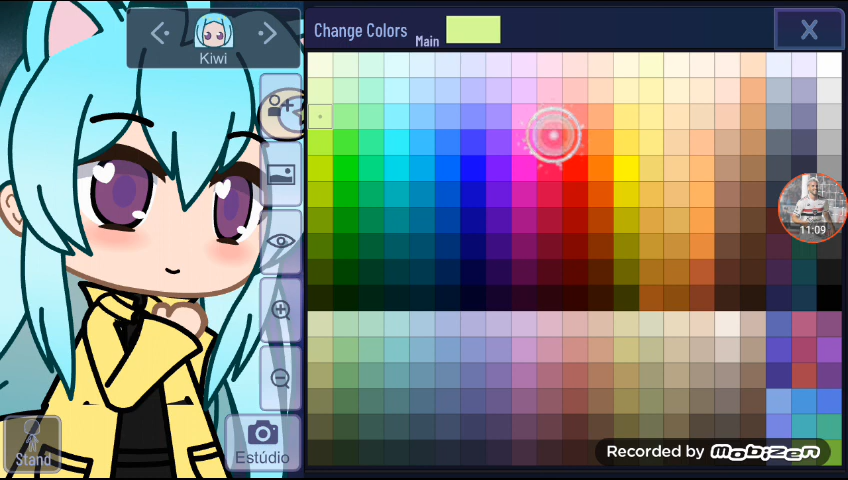 Change Colors
Main
X
Kiwi
11:09
Stand
Estúdio
Recorded by Mobizen